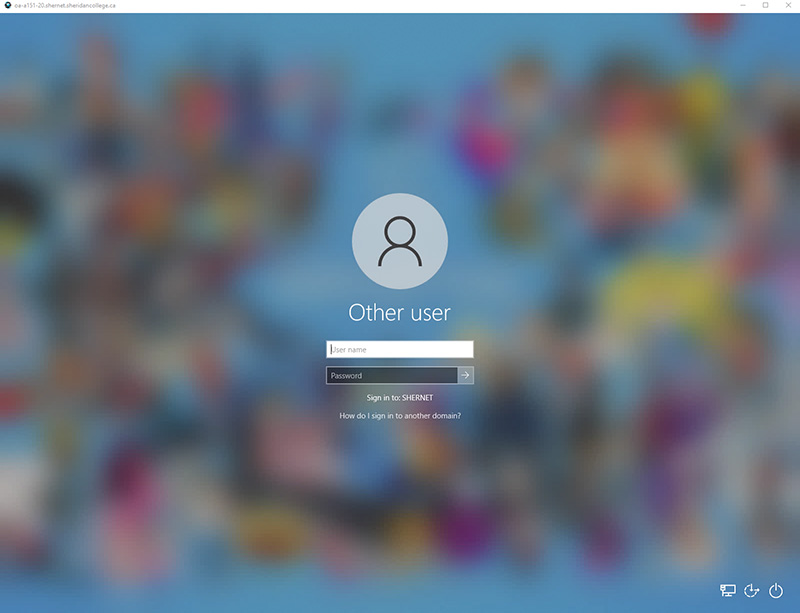 oa-a151-20.shernet.sheridancollege.ca
Other user
User name
Password
Sign in to: SHERNET
How do I sign in to another domain?